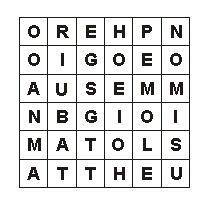 O R E H P N
O I G O E O
A U S E M M
N B G I O I
M A T O L S
A T T H E U